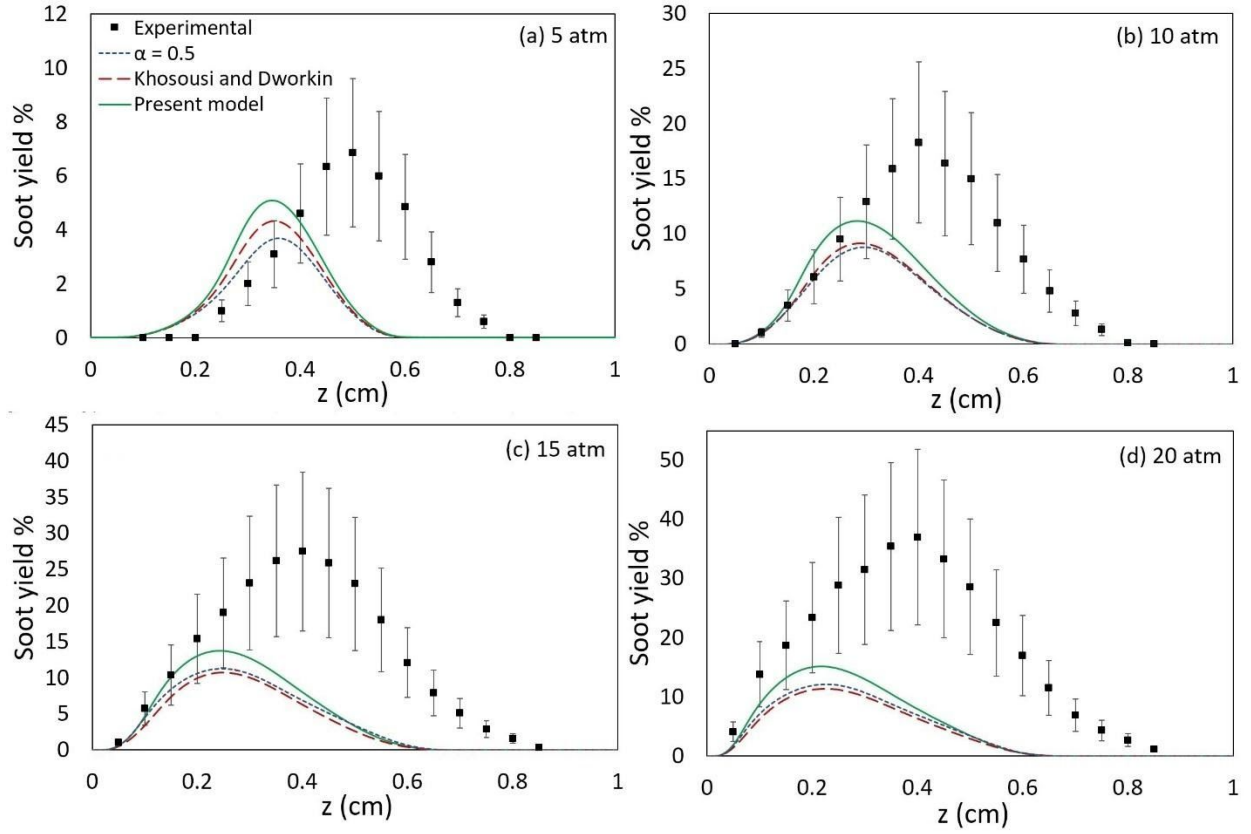 12
10
8
6
4
2
0
Soot yield %
Experimental
α = 0.5
Khosousi and Dworkin
Present model
(a) 5 atm
0 0.2 0.4 0.6 0.8 1
z (cm)
30
25
20
15
10
5
0
Soot yield %
(b) 10 atm
0 0.2 0.4 0.6 0.8 1
z (cm)
45
40
35
30
25
20
15
10
5
0
Soot yield %
(c) 15 atm
0 0.2 0.4 0.6 0.8 1
z (cm)
50
40
30
20
10
0
Soot yield %
(d) 20 atm
0 0.2 0.4 0.6 0.8 1
z (cm)